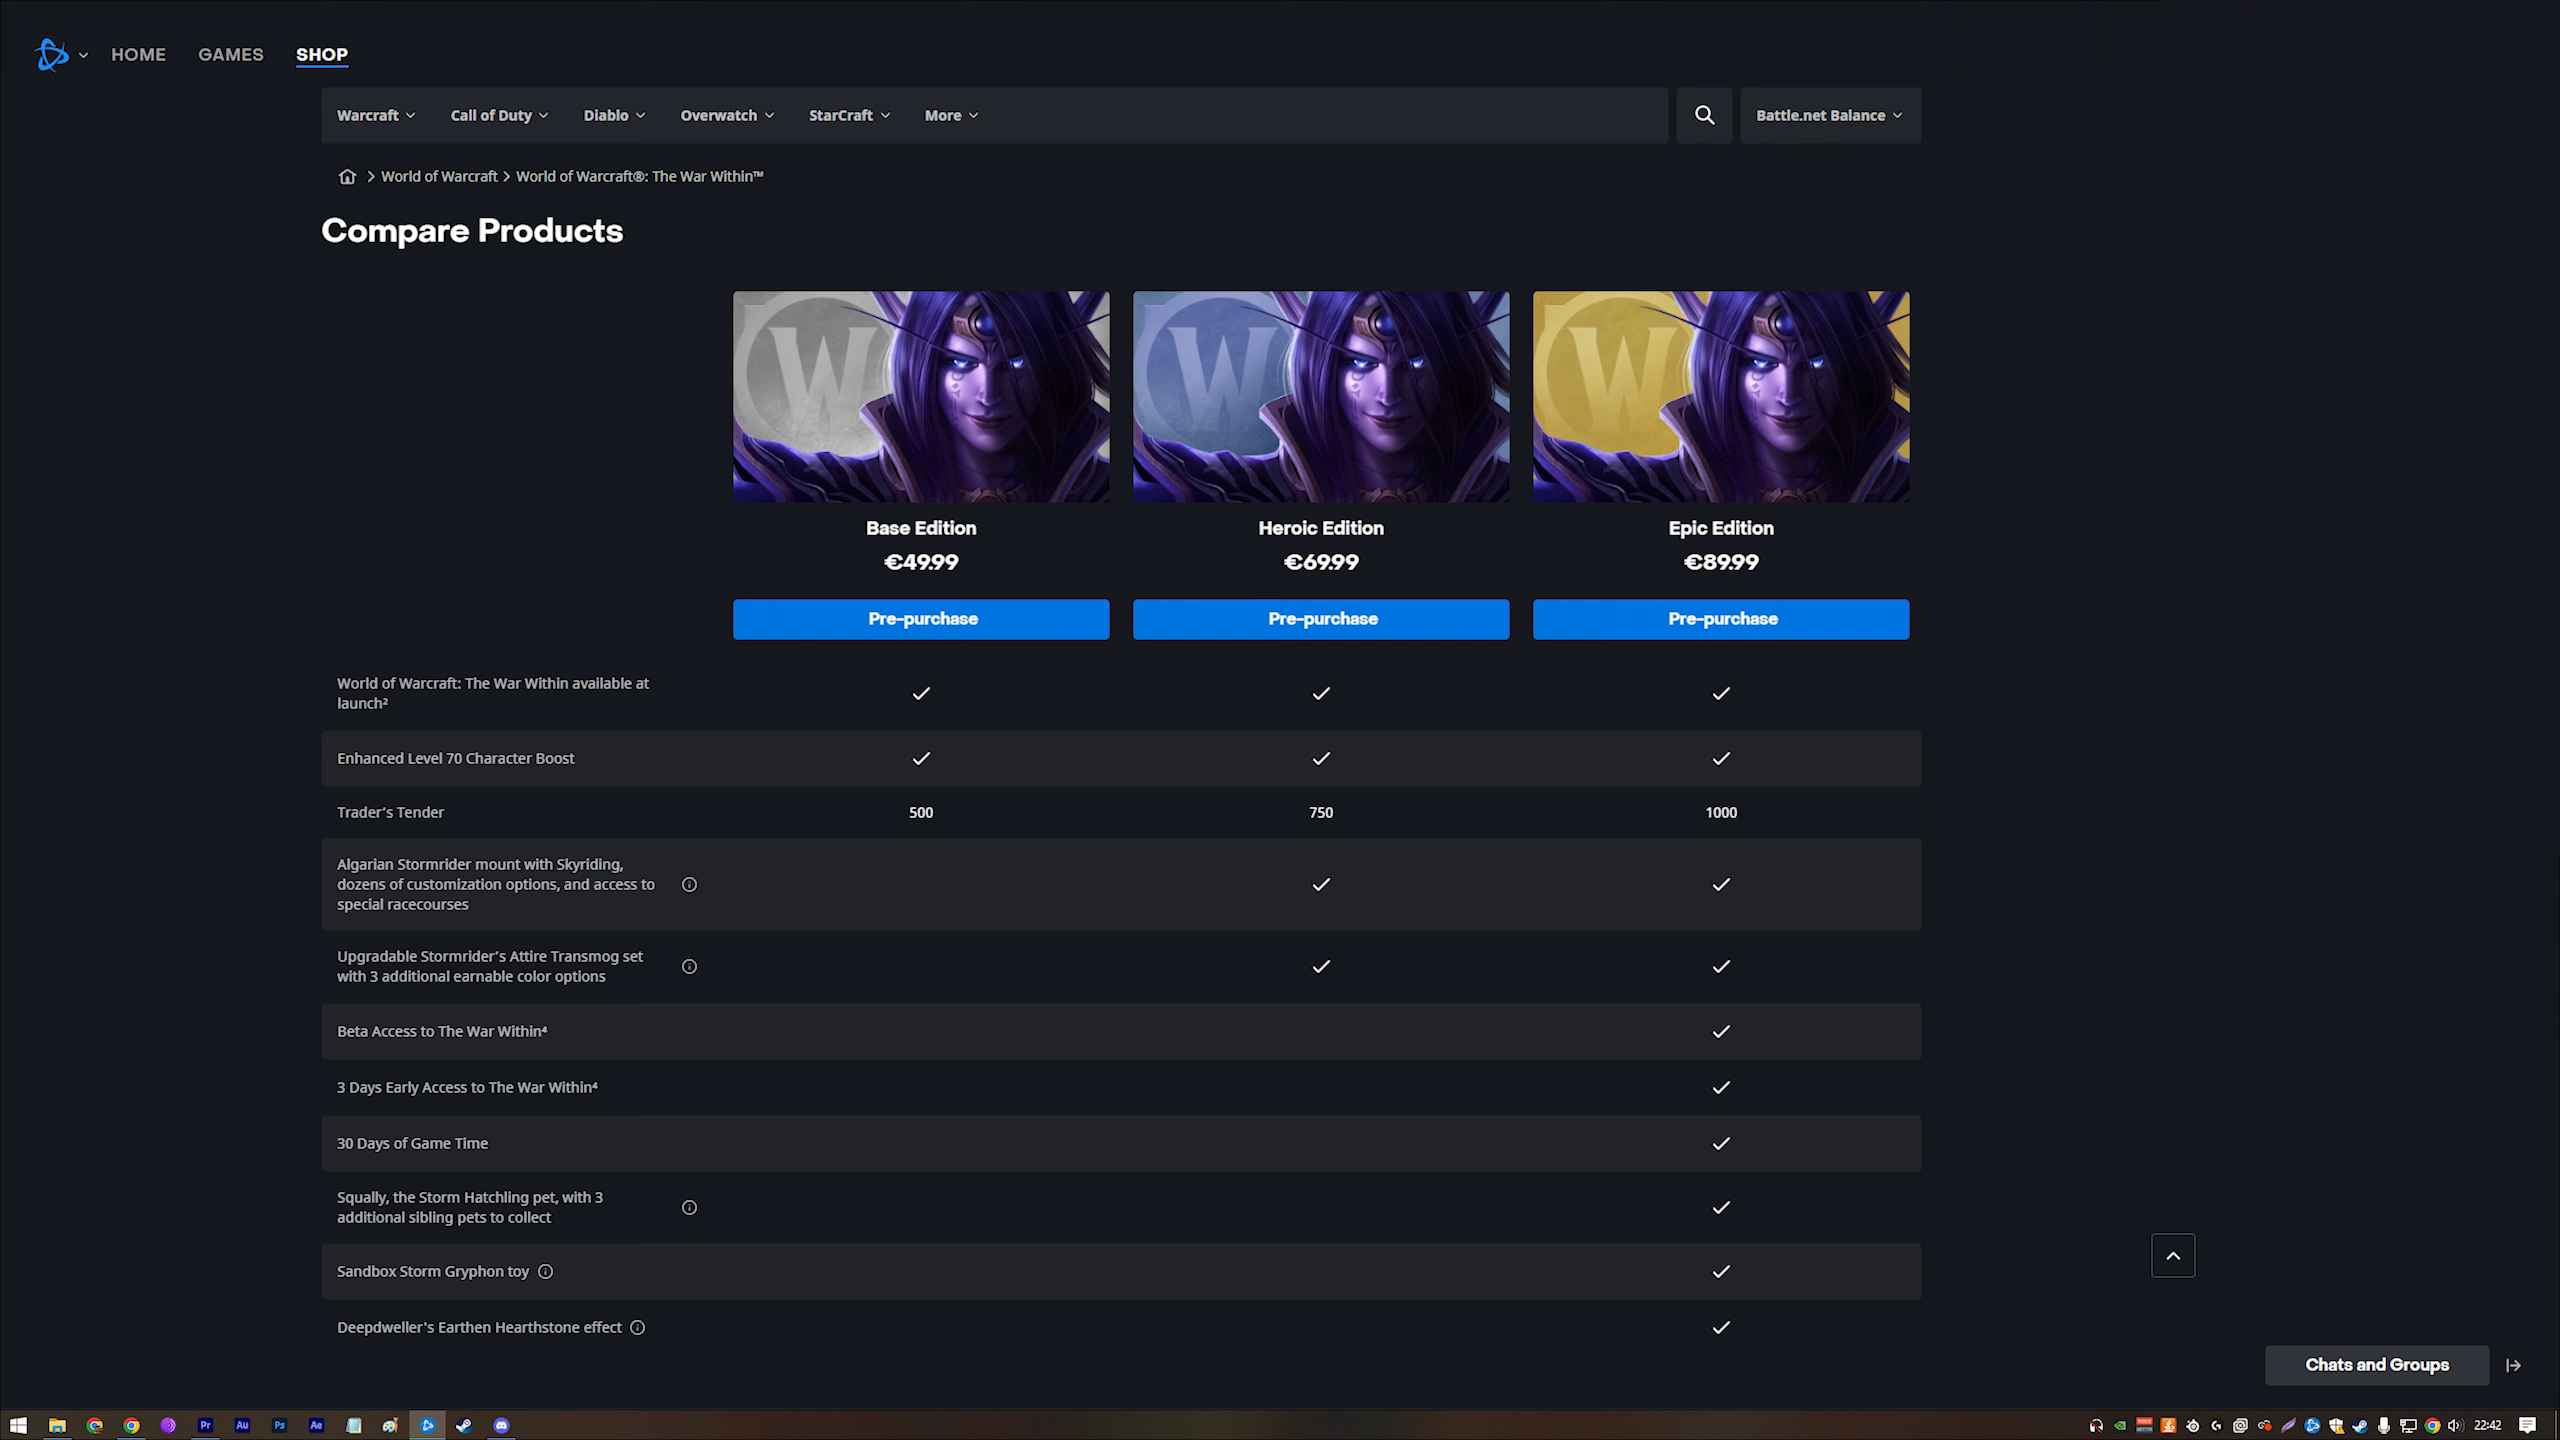 HOME GAMES SHOP
Warcraft Call of Duty Diablo Overwatch StarCraft More Battle.net Balance
World of Warcraft World of Warcraft®: The War Within™
Compare Products
W W W
Base Edition Heroic Edition Epic Edition
€49.99 €69.99 €89.99
Pre-purchase Pre-purchase Pre-purchase
World of Warcraft: The War Within available at
launch²
Enhanced Level 70 Character Boost
Trader's Tender 500 750 1000
Algarian Stormrider mount with Skyriding,
dozens of customization options, and access to
special racecourses
Upgradable Stormrider's Attire Transmog set
with 3 additional earnable color options
Beta Access to The War Within⁴
3 Days Early Access to The War Within⁴
30 Days of Game Time
Squally, the Storm Hatchling pet, with 3
additional sibling pets to collect
Sandbox Storm Gryphon toy
Deepdweller's Earthen Hearthstone effect
Chats and Groups
Pr Au Ps Ae 22:42